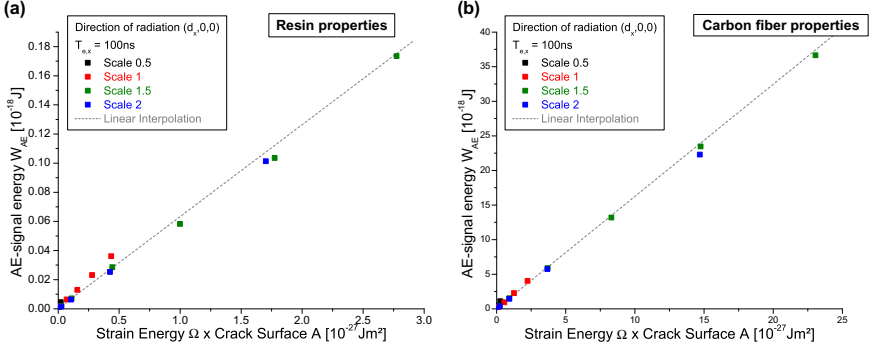 (a)
Resin properties
Direction of radiation (dx,0,0)
Te,x = 100ns
Scale 0.5
Scale 1
Scale 1.5
Scale 2
Linear Interpolation
AE-signal energy WAE [10⁻¹⁸J]
0.18
0.16
0.14
0.12
0.10
0.08
0.06
0.04
0.02
0.00
0.0 0.5 1.0 1.5 2.0 2.5 3.0
Strain Energy Ω x Crack Surface A [10⁻²⁷Jm²]
(b)
Carbon fiber properties
Direction of radiation (dx,0,0)
Te,x = 100ns
Scale 0.5
Scale 1
Scale 1.5
Scale 2
Linear Interpolation
AE-signal energy WAE [10⁻¹⁸J]
40
35
30
25
20
15
10
5
0
0 5 10 15 20 25
Strain Energy Ω x Crack Surface A [10⁻²⁷Jm²]